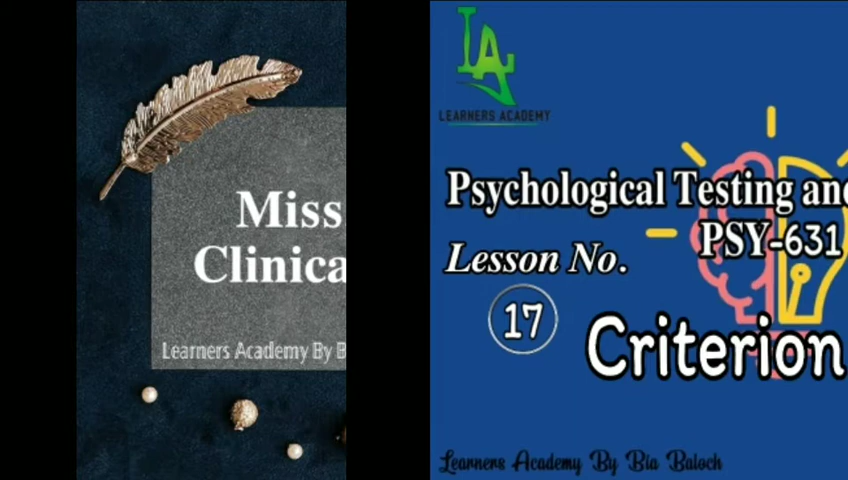 Miss
Clinica
Learners Academy By B
LA
LEARNERS ACADEMY
Psychological Testing and
PSY-631
Lesson No.
17
Criterion
Learners Academy By Bia Baloch